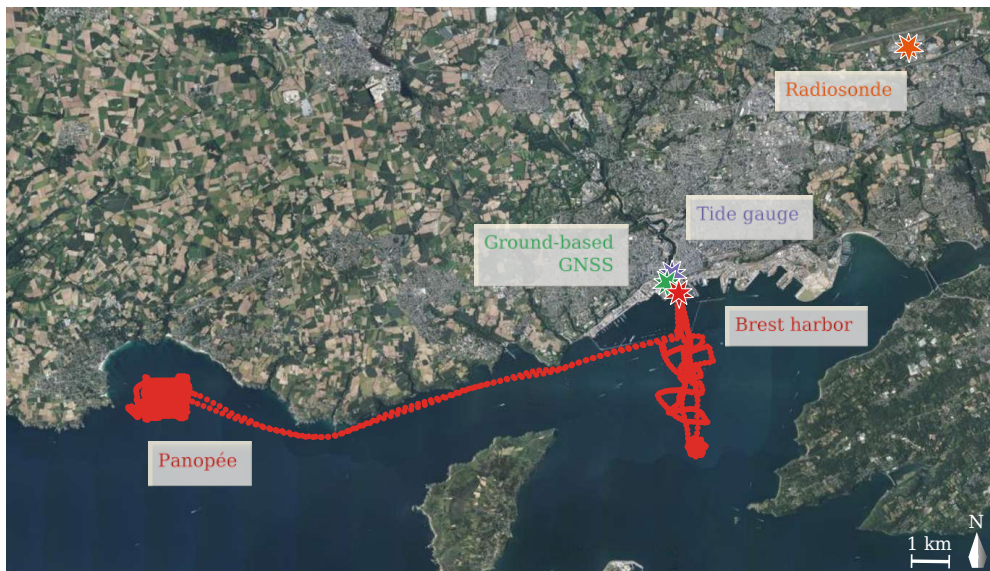 Radiosonde
Tide gauge
Ground-based
GNSS
Brest harbor
Panopée
N
1 km